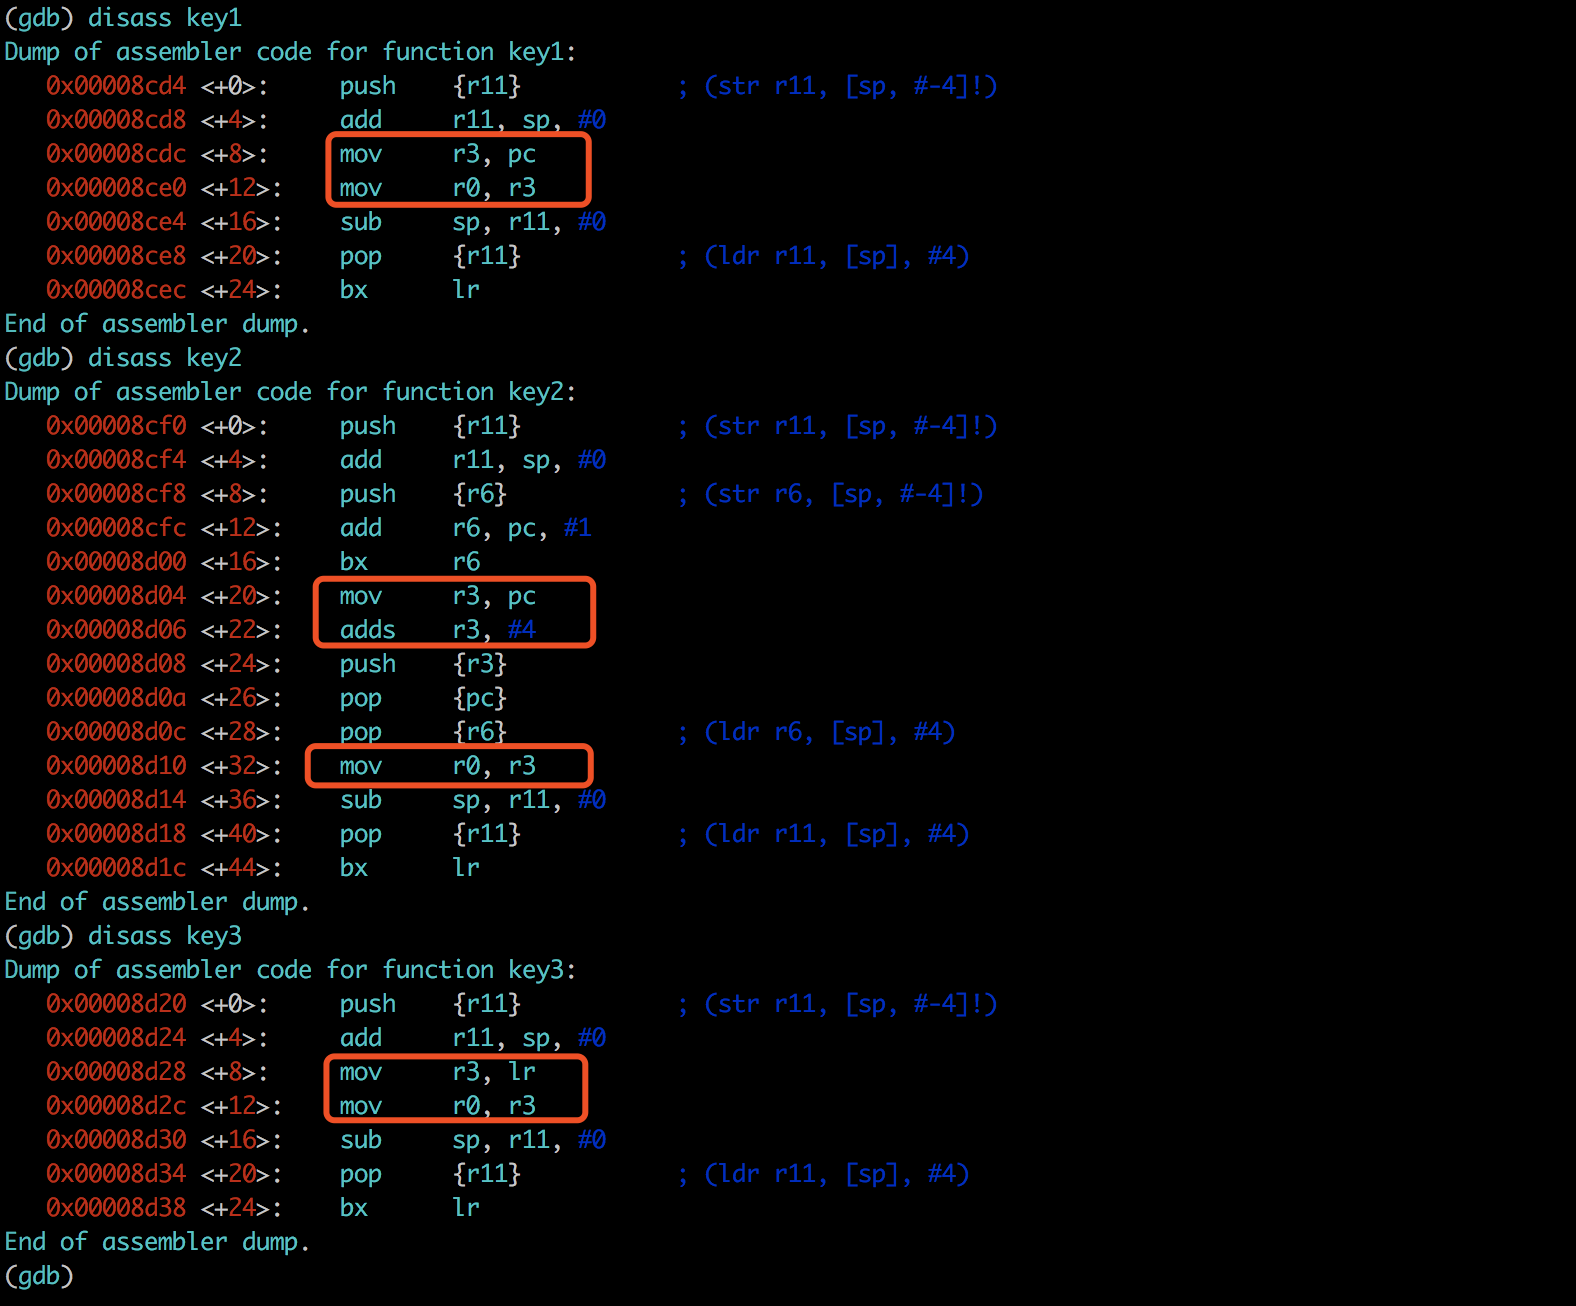 (gdb) disass key1
Dump of assembler code for function key1:
   0x00008cd4 <+0>:     push    {r11}           ; (str r11, [sp, #-4]!)
   0x00008cd8 <+4>:     add     r11, sp, #0
   0x00008cdc <+8>:     mov     r3, pc
   0x00008ce0 <+12>:    mov     r0, r3
   0x00008ce4 <+16>:    sub     sp, r11, #0
   0x00008ce8 <+20>:    pop     {r11}           ; (ldr r11, [sp], #4)
   0x00008cec <+24>:    bx      lr
End of assembler dump.
(gdb) disass key2
Dump of assembler code for function key2:
   0x00008cf0 <+0>:     push    {r11}           ; (str r11, [sp, #-4]!)
   0x00008cf4 <+4>:     add     r11, sp, #0
   0x00008cf8 <+8>:     push    {r6}            ; (str r6, [sp, #-4]!)
   0x00008cfc <+12>:    add     r6, pc, #1
   0x00008d00 <+16>:    bx      r6
   0x00008d04 <+20>:    mov     r3, pc
   0x00008d06 <+22>:    adds    r3, #4
   0x00008d08 <+24>:    push    {r3}
   0x00008d0a <+26>:    pop     {pc}
   0x00008d0c <+28>:    pop     {r6}            ; (ldr r6, [sp], #4)
   0x00008d10 <+32>:    mov     r0, r3
   0x00008d14 <+36>:    sub     sp, r11, #0
   0x00008d18 <+40>:    pop     {r11}           ; (ldr r11, [sp], #4)
   0x00008d1c <+44>:    bx      lr
End of assembler dump.
(gdb) disass key3
Dump of assembler code for function key3:
   0x00008d20 <+0>:     push    {r11}           ; (str r11, [sp, #-4]!)
   0x00008d24 <+4>:     add     r11, sp, #0
   0x00008d28 <+8>:     mov     r3, lr
   0x00008d2c <+12>:    mov     r0, r3
   0x00008d30 <+16>:    sub     sp, r11, #0
   0x00008d34 <+20>:    pop     {r11}           ; (ldr r11, [sp], #4)
   0x00008d38 <+24>:    bx      lr
End of assembler dump.
(gdb)